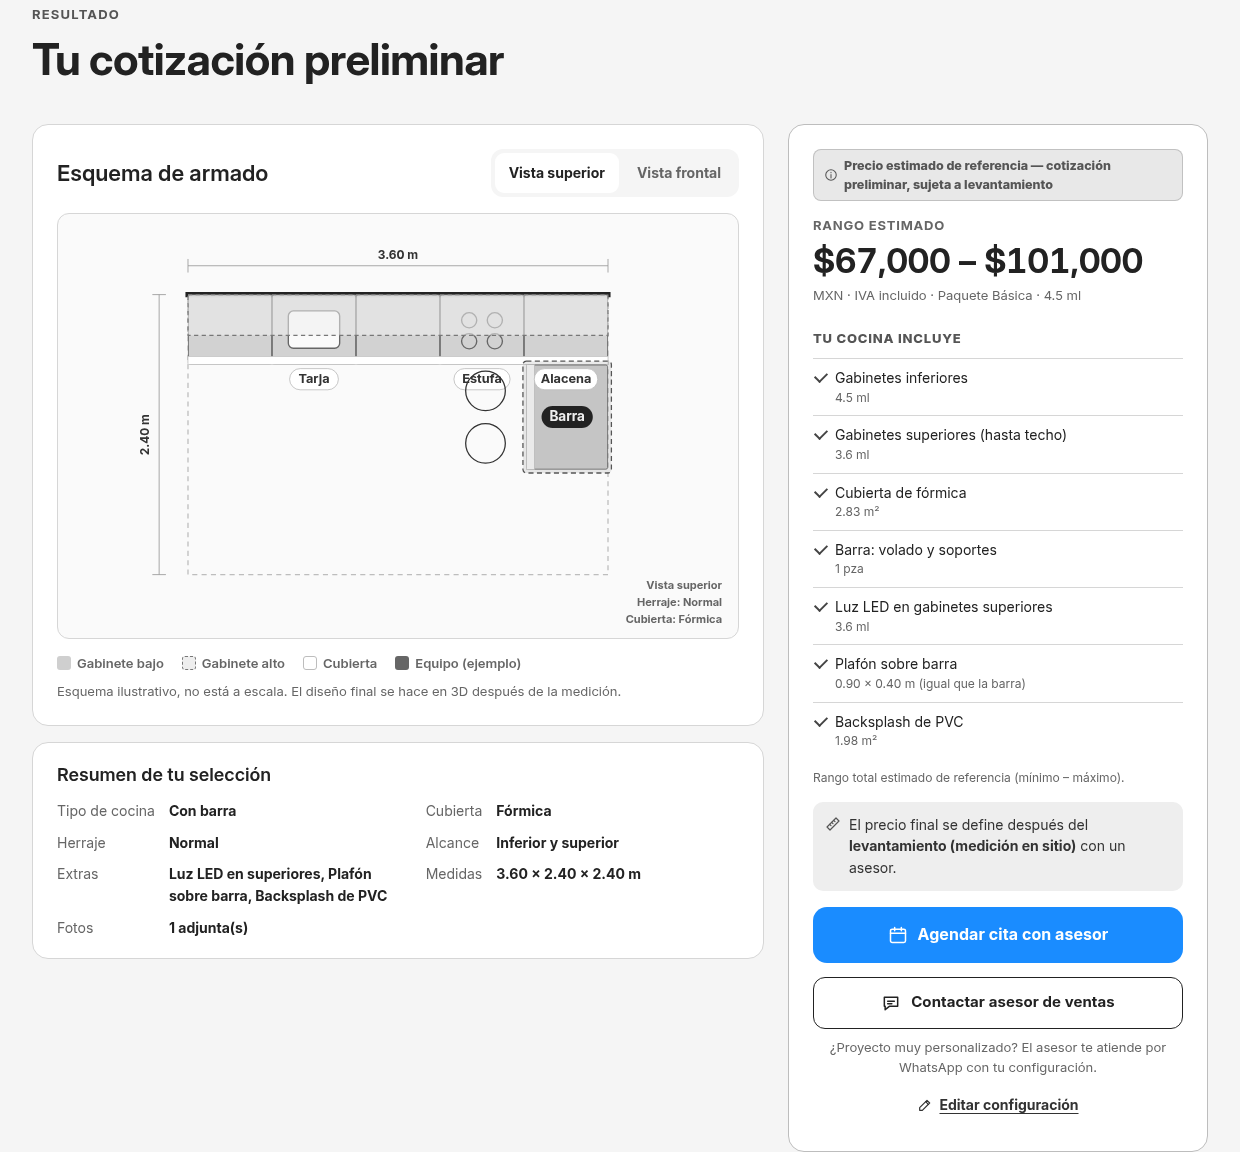 RESULTADO
Tu cotización preliminar
Esquema de armado
Vista superior
Vista frontal
3.60 m
2.40 m
Tarja
Estufa
Alacena
Barra
Vista superior
Herraje: Normal
Cubierta: Fórmica
Gabinete bajo
Gabinete alto
Cubierta
Equipo (ejemplo)
Esquema ilustrativo, no está a escala. El diseño final se hace en 3D después de la medición.
Resumen de tu selección
Tipo de cocina Con barra
Cubierta Fórmica
Herraje Normal
Alcance Inferior y superior
Extras Luz LED en superiores, Plafón
sobre barra, Backsplash de PVC
Medidas 3.60 × 2.40 × 2.40 m
Fotos 1 adjunta(s)
Precio estimado de referencia — cotización
preliminar, sujeta a levantamiento
RANGO ESTIMADO
$67,000 – $101,000
MXN · IVA incluido · Paquete Básica · 4.5 ml
TU COCINA INCLUYE
Gabinetes inferiores
4.5 ml
Gabinetes superiores (hasta techo)
3.6 ml
Cubierta de fórmica
2.83 m²
Barra: volado y soportes
1 pza
Luz LED en gabinetes superiores
3.6 ml
Plafón sobre barra
0.90 × 0.40 m (igual que la barra)
Backsplash de PVC
1.98 m²
Rango total estimado de referencia (mínimo – máximo).
El precio final se define después del
levantamiento (medición en sitio) con un
asesor.
Agendar cita con asesor
Contactar asesor de ventas
¿Proyecto muy personalizado? El asesor te atiende por
WhatsApp con tu configuración.
Editar configuración